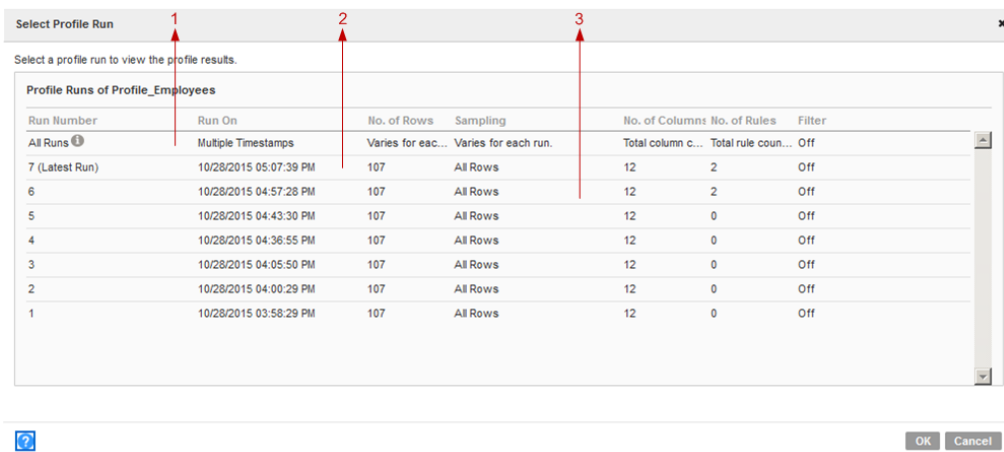 1 2 3
Select Profile Run
Select a profile run to view the profile results.
Profile Runs of Profile_Employees
Run Number Run On No. of Rows Sampling No. of Columns No. of Rules Filter
All Runs Multiple Timestamps Varies for eac... Varies for each run. Total column c... Total rule coun... Off
7 (Latest Run) 10/28/2015 05:07:39 PM 107 All Rows 12 2 Off
6 10/28/2015 04:57:28 PM 107 All Rows 12 2 Off
5 10/28/2015 04:43:30 PM 107 All Rows 12 0 Off
4 10/28/2015 04:36:55 PM 107 All Rows 12 0 Off
3 10/28/2015 04:05:50 PM 107 All Rows 12 0 Off
2 10/28/2015 04:00:29 PM 107 All Rows 12 0 Off
1 10/28/2015 03:58:29 PM 107 All Rows 12 0 Off
? OK Cancel